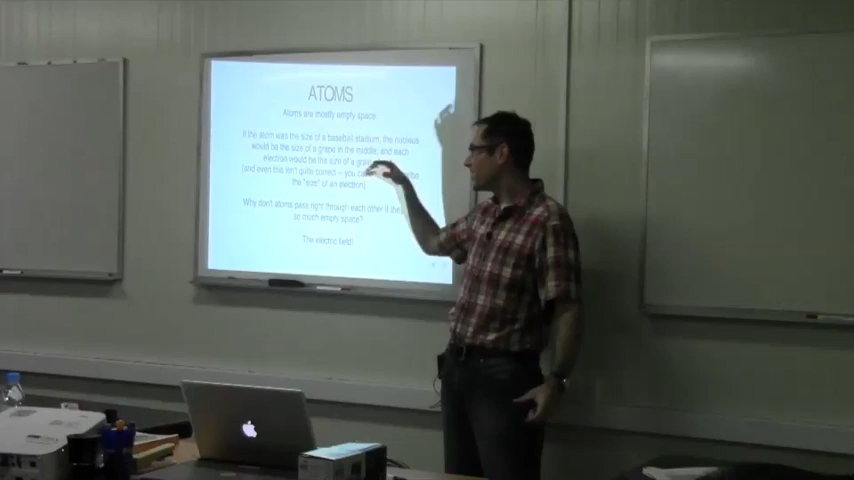 ATOMS
Atoms are mostly empty space
If the atom was the size of a baseball stadium, the nucleus
would be the size of a grape in the middle, and each
electron would be the size of a
(and even this isn't quite correct – you
the "size" of an electron)
Why don't atoms pass right through each other if
so much empty space?
The electric field!